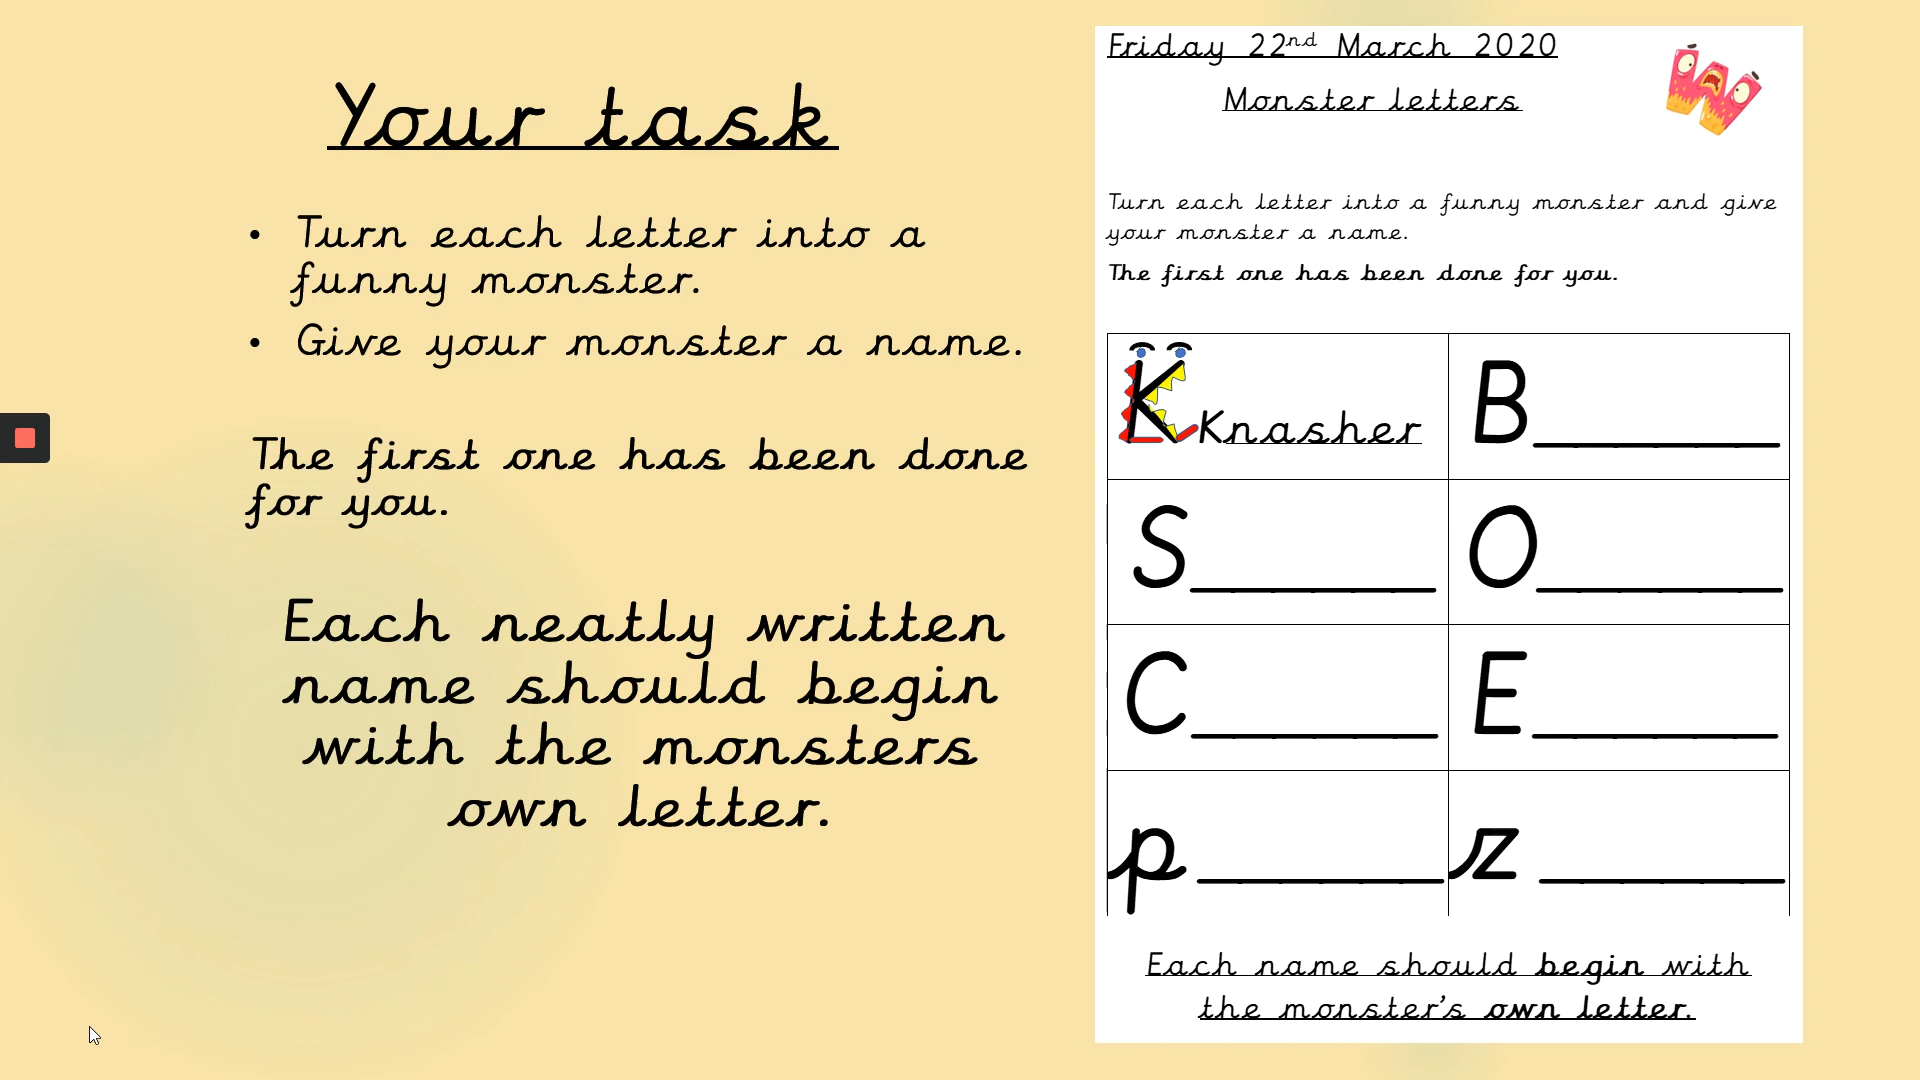 Your task
• Turn each letter into a
funny monster.
• Give your monster a name.
The first one has been done
for you.
Each neatly written
name should begin
with the monsters
own letter.
Friday 22nd March 2020
Monster letters
W
Turn each letter into a funny monster and give
your monster a name.
The first one has been done for you.
K Knasher
B
S
O
C
E
p
z
Each name should begin with
the monster's own letter.